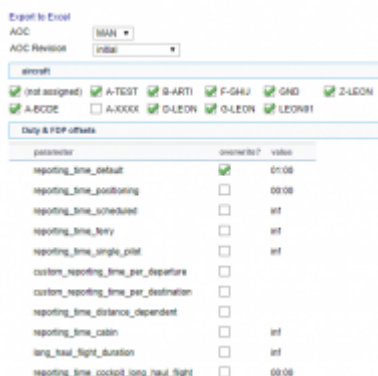 Export to Excel
AOC MAN
AOC Revision initial
aircraft
(not assigned) A-TEST B-ARTI F-GHIJ GND Z-LEON
A-BCDE A-XXXX D-LEON G-LEON LEON01
Duty & FDP offsets
parameter overwrite? value
reporting_time_default 01:00
reporting_time_positioning 00:00
reporting_time_scheduled inf
reporting_time_ferry inf
reporting_time_single_pilot inf
custom_reporting_time_per_departure
custom_reporting_time_per_destination
reporting_time_distance_dependent
reporting_time_cabin inf
long_haul_flight_duration inf
reporting_time_cockpit_long_haul_flight 00:00